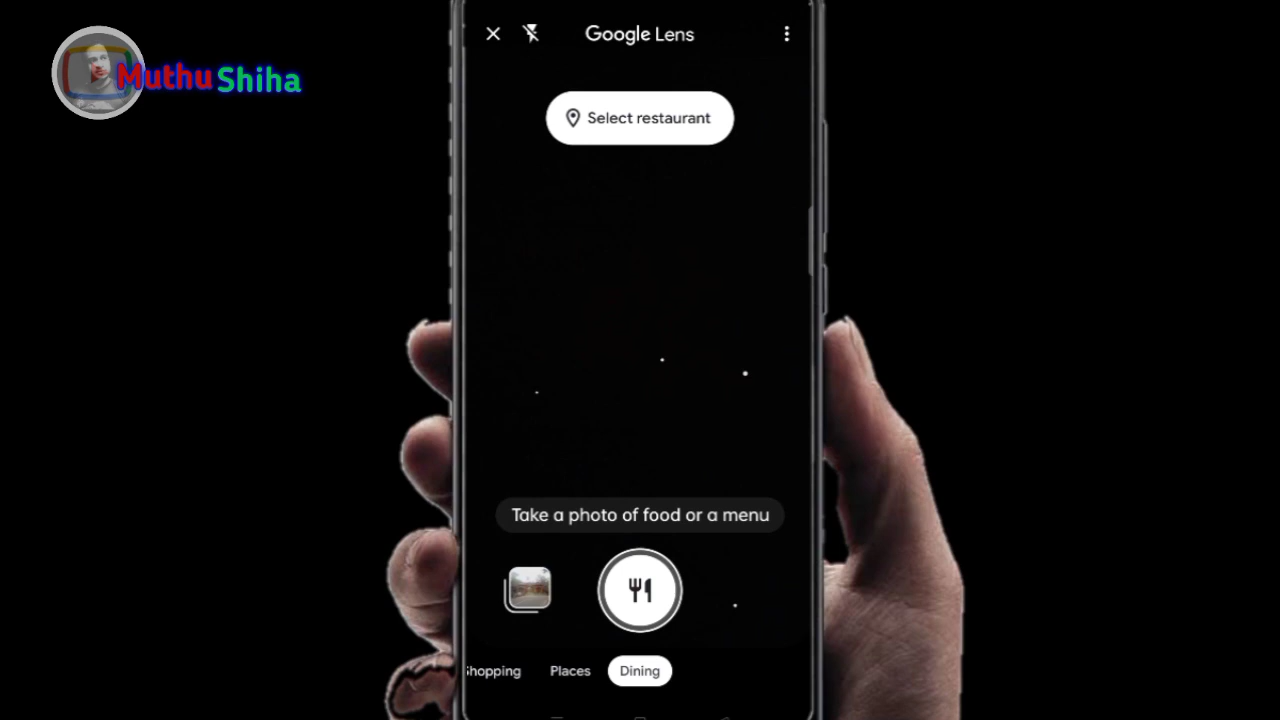 Muthu Shiha
Google Lens
Select restaurant
Take a photo of food or a menu
Shopping Places Dining